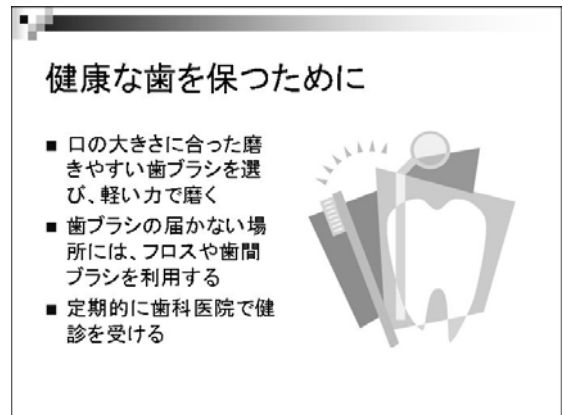 健康な歯を保つために
■ 口の大きさに合った磨
きやすい歯ブラシを選
び、軽い力で磨く
■ 歯ブラシの届かない場
所には、フロスや歯間
ブラシを利用する
■ 定期的に歯科医院で健
診を受ける